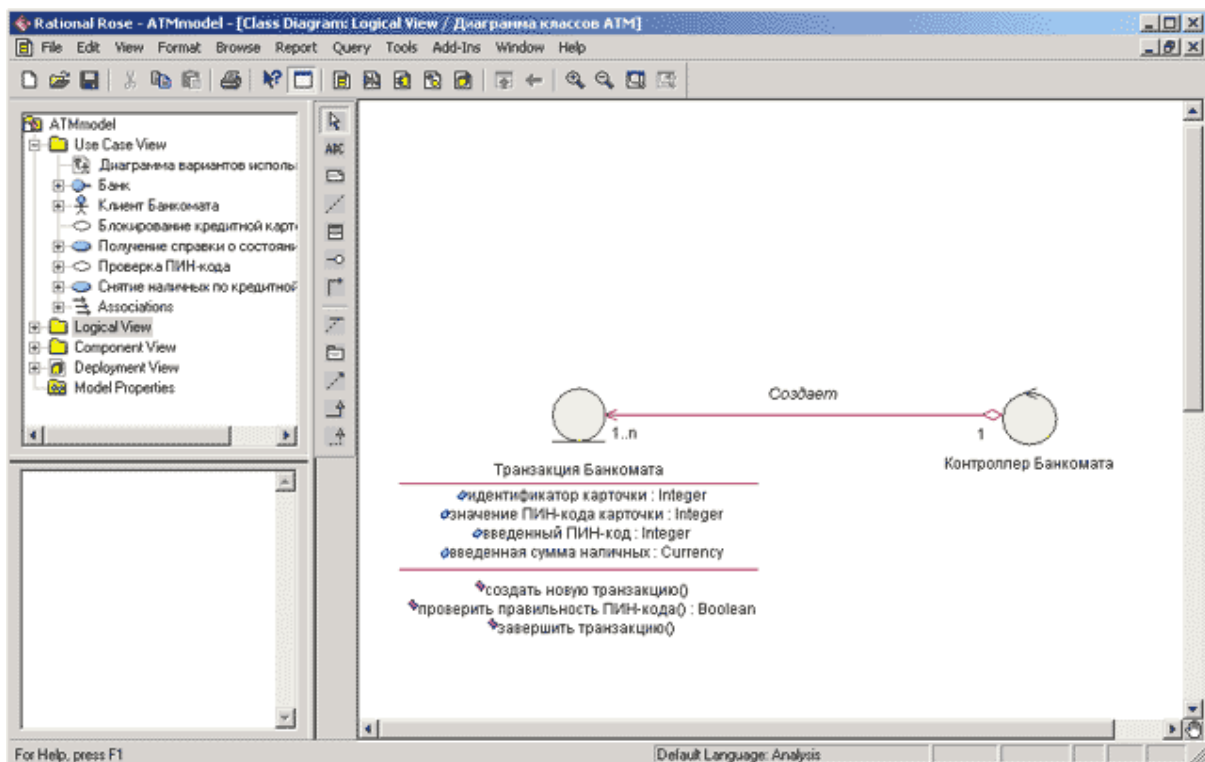 Rational Rose - ATMmodel - [Class Diagram: Logical View / Диаграмма классов ATM]
File Edit View Format Browse Report Query Tools Add-Ins Window Help
ATMmodel
Use Case View
Диаграмма вариантов исполь
Банк
Клиент Банкомата
Блокирование кредитной карт
Получение справки о состояни
Проверка ПИН-кода
Снятие наличных по кредитной
Associations
Logical View
Component View
Deployment View
Model Properties
ABC
Создает
1..n
1
Транзакция Банкомата
Контроллер Банкомата
идентификатор карточки : Integer
значение ПИН-кода карточки : Integer
введенный ПИН-код : Integer
введенная сумма наличных : Currency
создать новую транзакцию()
проверить правильность ПИН-кода() : Boolean
завершить транзакцию()
For Help, press F1
Default Language: Analysis